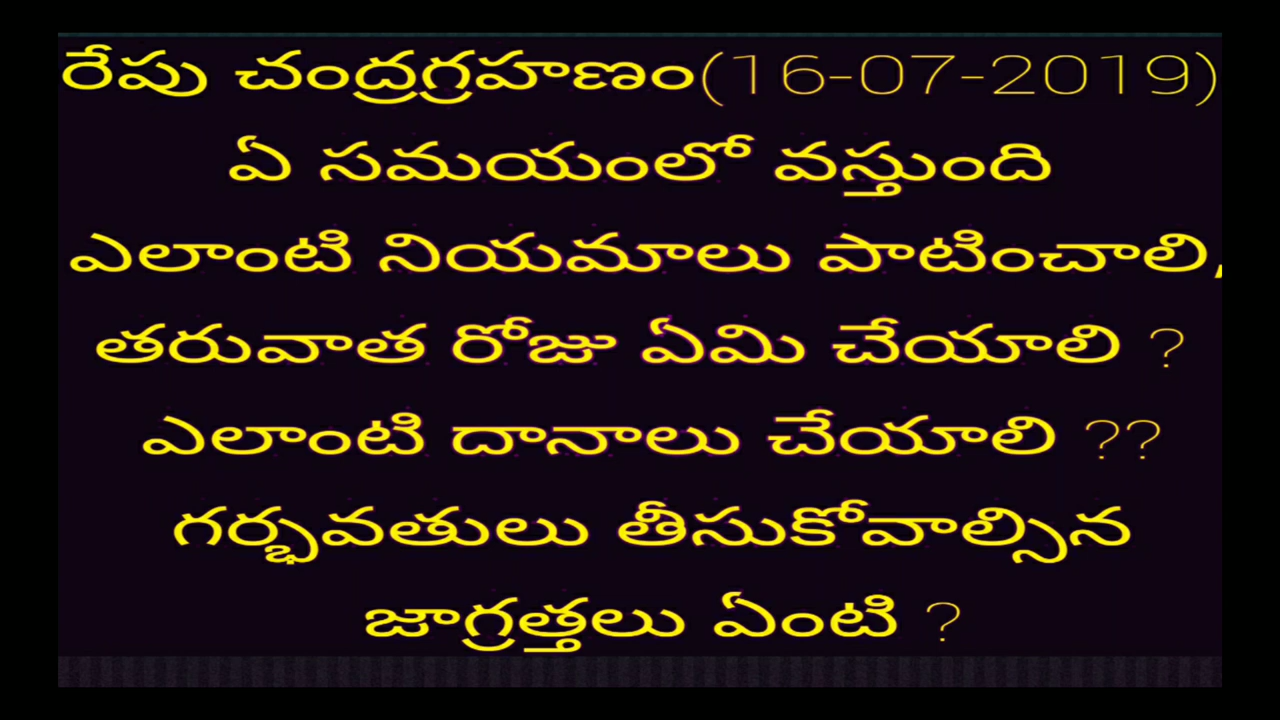 రేపు చంద్రగ్రహణం(16-07-2019)
ఏ సమయంలో వస్తుంది
ఎలాంటి నియమాలు పాటించాలి,
తరువాత రోజు ఏమి చేయాలి ?
ఎలాంటి దానాలు చేయాలి ??
గర్భవతులు తీసుకోవాల్సిన
జాగ్రత్తలు ఏంటి ?